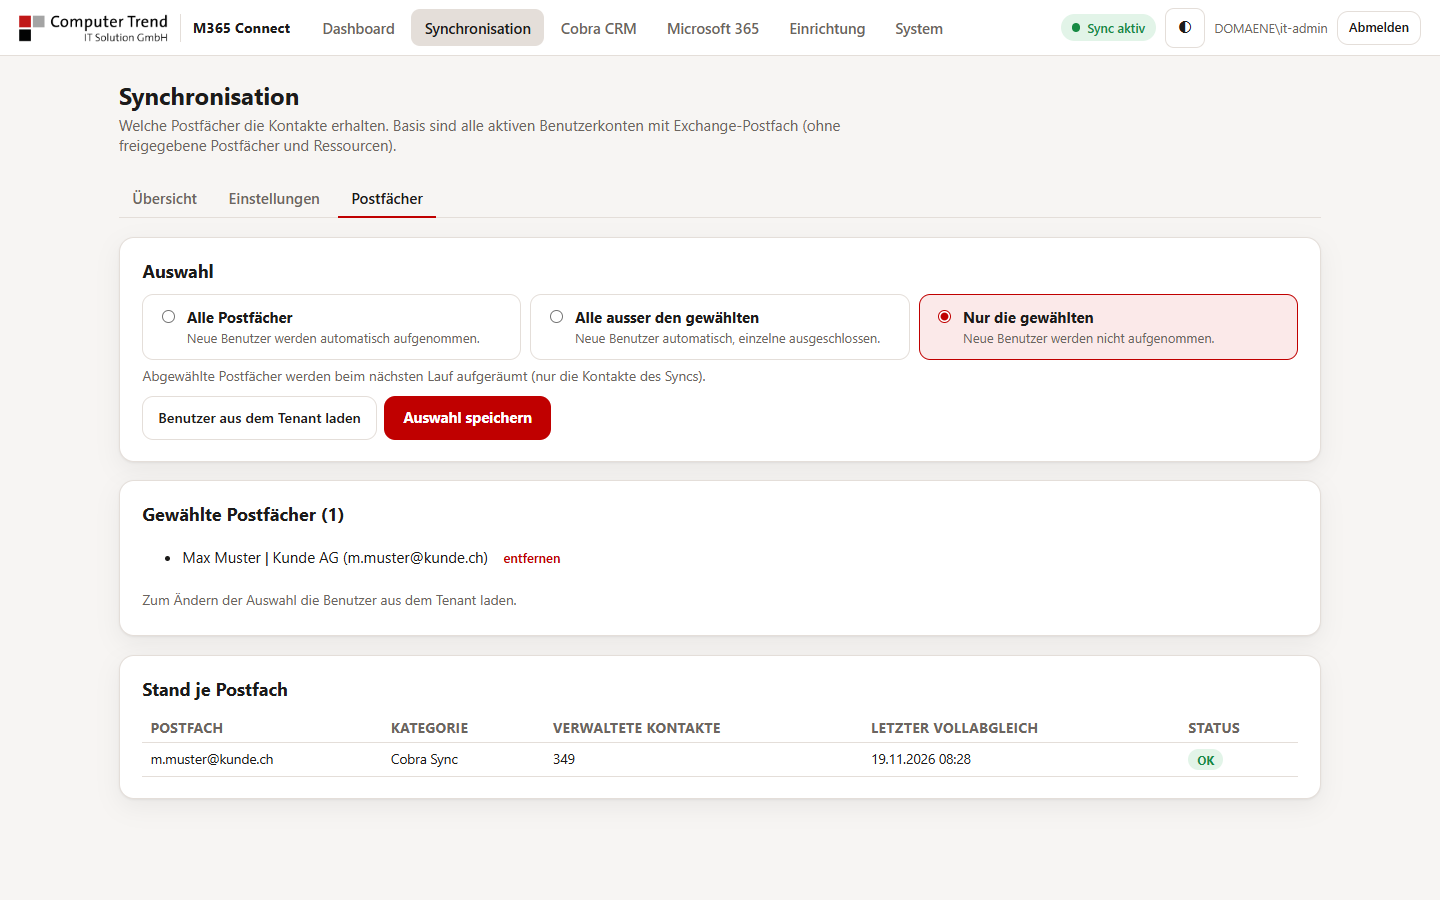 Computer Trend
IT Solution GmbH
M365 Connect
Dashboard
Synchronisation
Cobra CRM
Microsoft 365
Einrichtung
System
Sync aktiv
DOMAENE\it-admin
Abmelden
Synchronisation
Welche Postfächer die Kontakte erhalten. Basis sind alle aktiven Benutzerkonten mit Exchange-Postfach (ohne
freigegebene Postfächer und Ressourcen).
Übersicht
Einstellungen
Postfächer
Auswahl
Alle Postfächer
Neue Benutzer werden automatisch aufgenommen.
Alle ausser den gewählten
Neue Benutzer automatisch, einzelne ausgeschlossen.
Nur die gewählten
Neue Benutzer werden nicht aufgenommen.
Abgewählte Postfächer werden beim nächsten Lauf aufgeräumt (nur die Kontakte des Syncs).
Benutzer aus dem Tenant laden
Auswahl speichern
Gewählte Postfächer (1)
• Max Muster | Kunde AG (m.muster@kunde.ch) entfernen
Zum Ändern der Auswahl die Benutzer aus dem Tenant laden.
Stand je Postfach
POSTFACH KATEGORIE VERWALTETE KONTAKTE LETZTER VOLLABGLEICH STATUS
m.muster@kunde.ch Cobra Sync 349 19.11.2026 08:28 OK